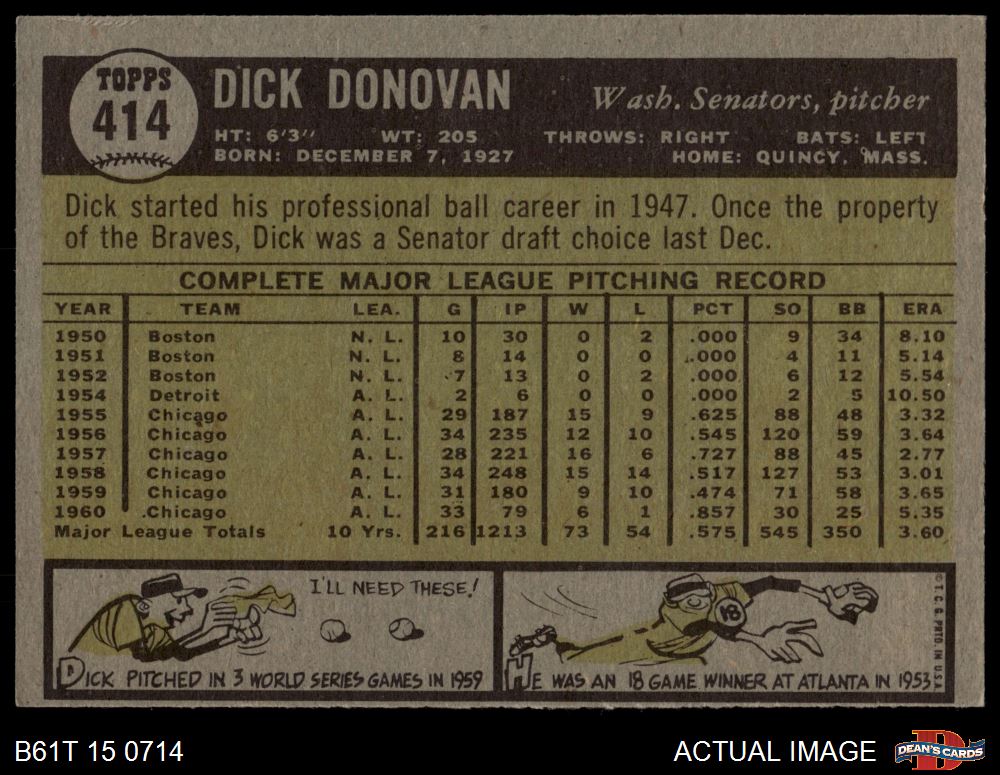 TOPPS
414
DICK DONOVAN
Wash. Senators, pitcher
HT: 6'3" WT: 205 THROWS: RIGHT BATS: LEFT
BORN: DECEMBER 7, 1927 HOME: QUINCY, MASS.
Dick started his professional ball career in 1947. Once the property
of the Braves, Dick was a Senator draft choice last Dec.
COMPLETE MAJOR LEAGUE PITCHING RECORD
YEAR TEAM LEA. G IP W L PCT SO BB ERA
1950 Boston N. L. 10 30 0 2 .000 9 34 8.10
1951 Boston N. L. 8 14 0 0 .000 4 11 5.14
1952 Boston N. L. 7 13 0 2 .000 6 12 5.54
1954 Detroit A. L. 2 6 0 0 .000 2 5 10.50
1955 Chicago A. L. 29 187 15 9 .625 88 48 3.32
1956 Chicago A. L. 34 235 12 10 .545 120 59 3.64
1957 Chicago A. L. 28 221 16 6 .727 88 45 2.77
1958 Chicago A. L. 34 248 15 14 .517 127 53 3.01
1959 Chicago A. L. 31 180 9 10 .474 71 58 3.65
1960 Chicago A. L. 33 79 6 1 .857 30 25 5.35
Major League Totals 10 Yrs. 216 1213 73 54 .575 545 350 3.60
I'LL NEED THESE!
DICK PITCHED IN 3 WORLD SERIES GAMES IN 1959
18
HE WAS AN 18 GAME WINNER AT ATLANTA IN 1953
© T. C. G. PRTD IN U.S.A.
B61T 15 0714
ACTUAL IMAGE
DEAN'S CARDS